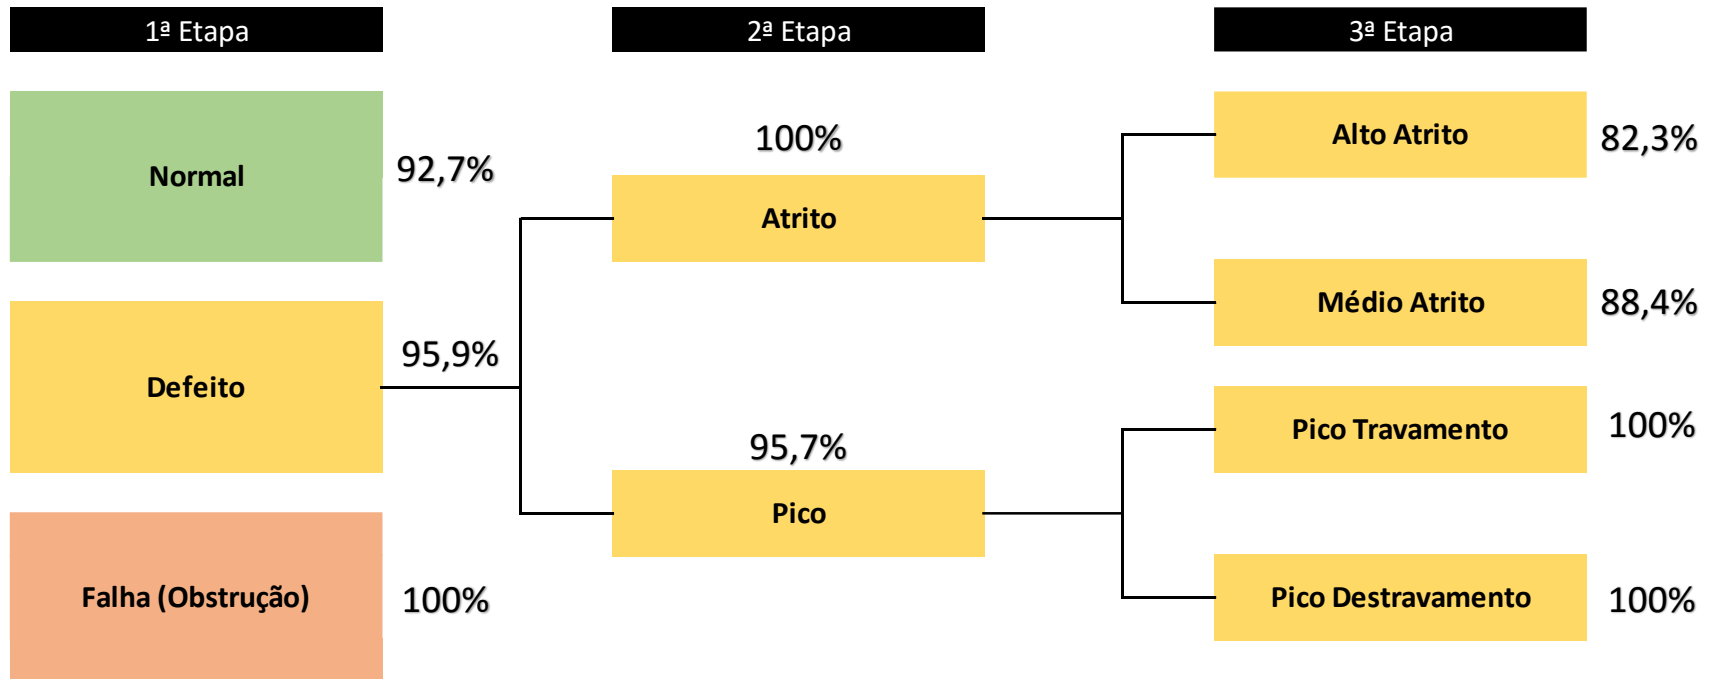 1ª Etapa
2ª Etapa
3ª Etapa
Normal
92,7%
Defeito
95,9%
Falha (Obstrução)
100%
100%
Atrito
95,7%
Pico
Alto Atrito
82,3%
Médio Atrito
88,4%
Pico Travamento
100%
Pico Destravamento
100%